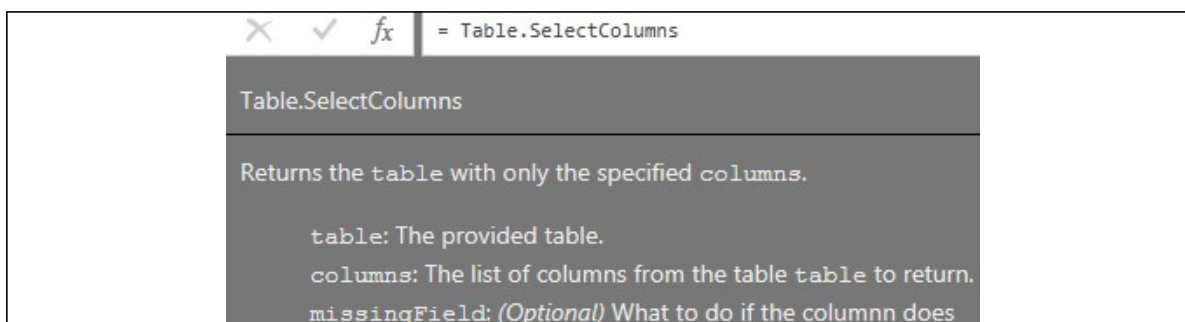 fx = Table.SelectColumns
Table.SelectColumns
Returns the table with only the specified columns.
table: The provided table.
columns: The list of columns from the table table to return.
missingField: (Optional) What to do if the columnn does